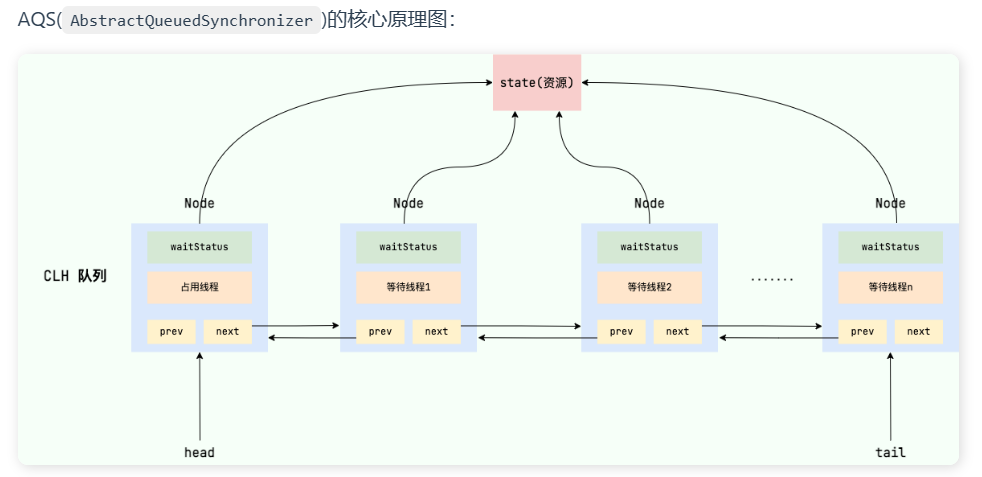 AQS(AbstractQueuedSynchronizer)的核心原理图：
state(资源)
Node Node Node Node
waitStatus waitStatus waitStatus waitStatus
CLH 队列
占用线程 等待线程1 等待线程2 ······· 等待线程n
prev next prev next prev next prev next
head tail